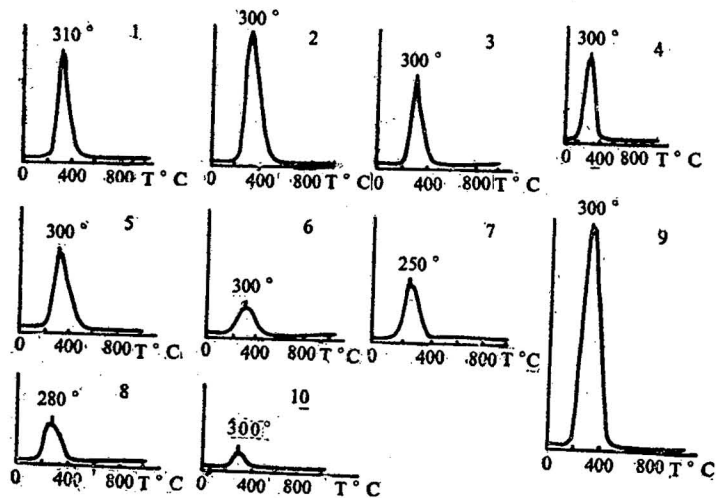 310° 1
300° 2
300° 3
300° 4
0 400 800 T°C
0 400 800 T°C
0 400 800 T°C
0 400 800 T°C
300° 5
300° 6
250° 7
300° 9
0 400 800 T°C
0 400 800 T°C
0 400 800 T°C
280° 8
300° 10
0 400 800 T°C
0 400 800 T°C
0 400 800 T°C